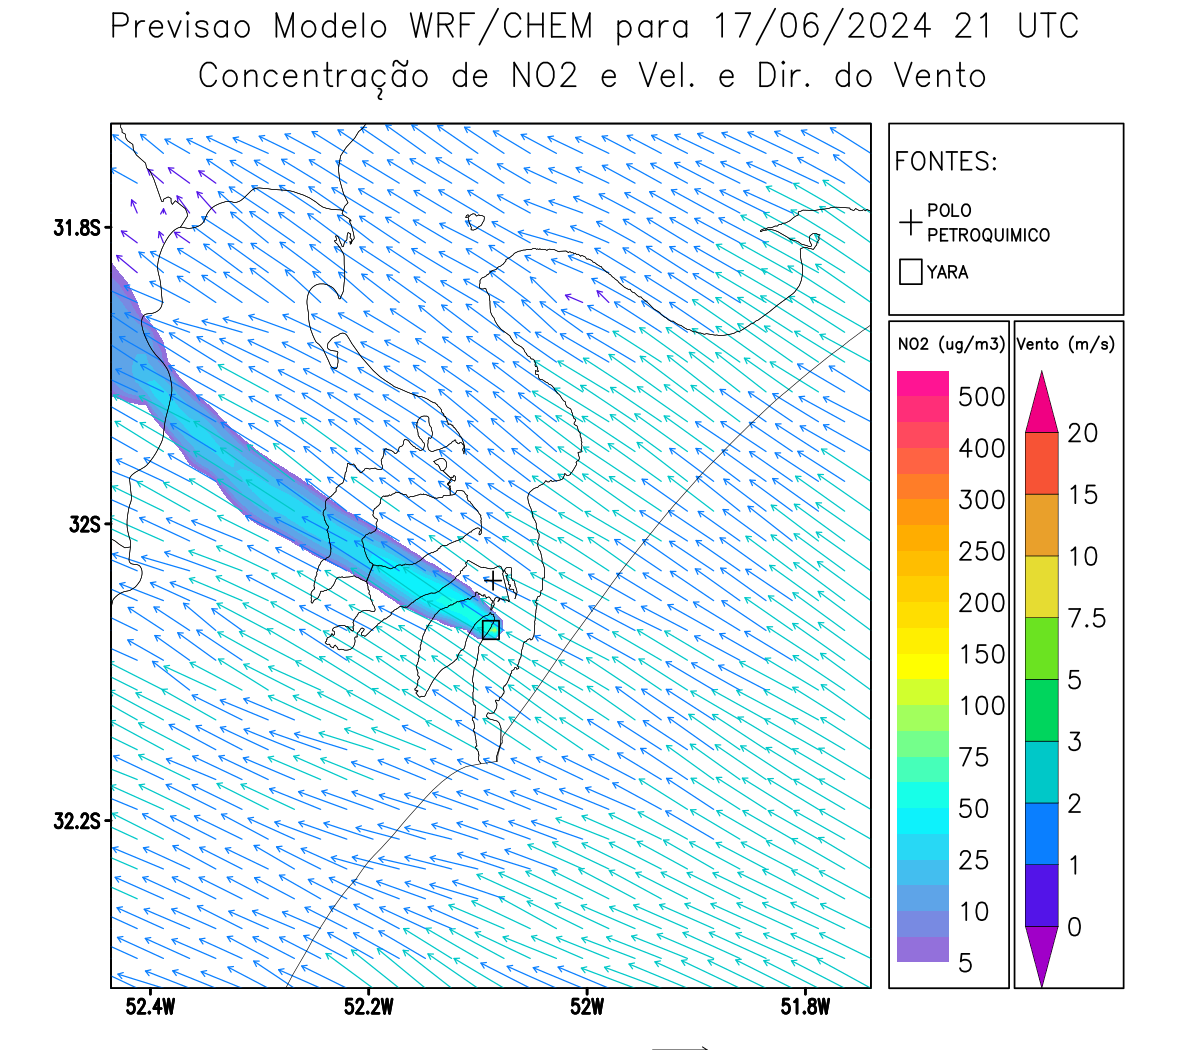 Previsao Modelo WRF/CHEM para 17/06/2024 21 UTC
Concentração de NO2 e Vel. e Dir. do Vento
FONTES:
POLO
PETROQUIMICO
YARA
NO2 (ug/m3)
500
400
300
250
200
150
100
75
50
25
10
5
Vento (m/s)
20
15
10
7.5
5
3
2
1
0
31.8S
32S
32.2S
52.4W 52.2W 52W 51.8W